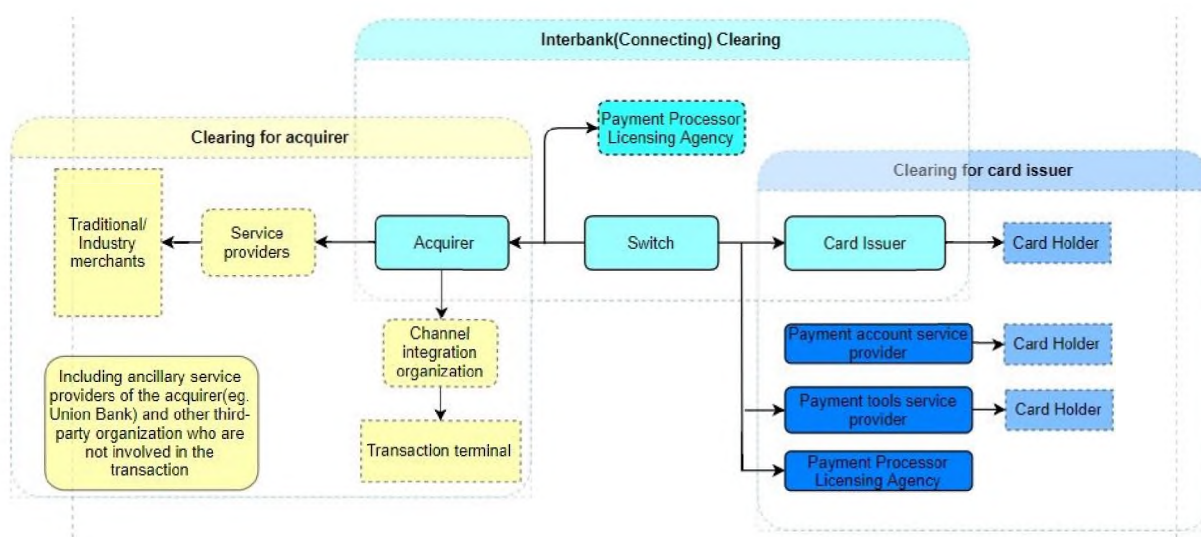 Interbank(Connecting) Clearing
Payment Processor
Licensing Agency
Clearing for acquirer
Clearing for card issuer
Traditional/
Industry
merchants
Service
providers
Acquirer
Switch
Card Issuer
Card Holder
Channel
integration
organization
Payment account service
provider
Card Holder
Including ancillary service
providers of the acquirer(eg.
Union Bank) and other third-
party organization who are
not involved in the
transaction
Payment tools service
provider
Card Holder
Transaction terminal
Payment Processor
Licensing Agency